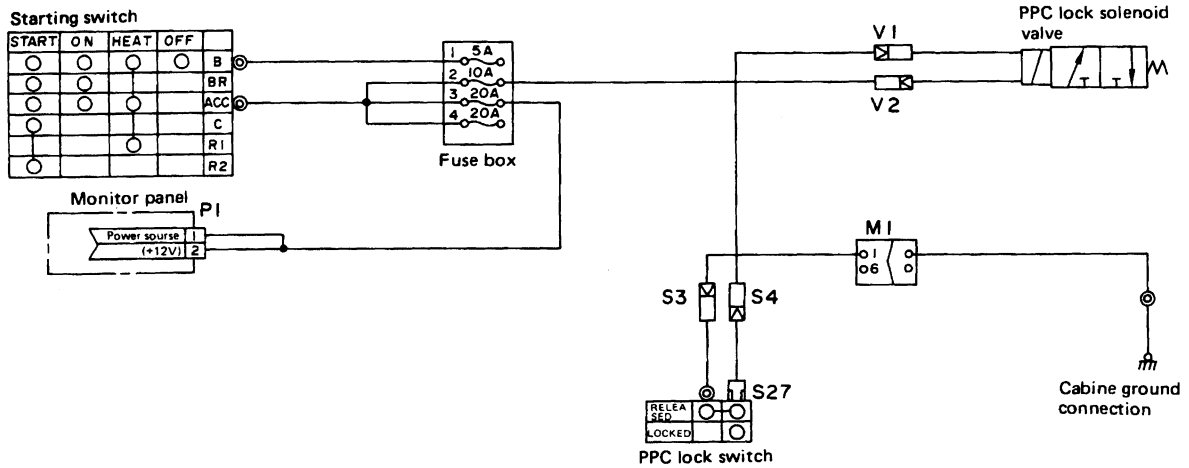 Starting switch
START ON HEAT OFF
B
BR
ACC
C
R1
R2
1 5A
2 10A
3 20A
4 20A
Fuse box
V1
V2
PPC lock solenoid
valve
Monitor panel
P1
Power sourse 1
(+12V) 2
M1
1
6
S3
S4
S27
RELEA
SED
LOCKED
PPC lock switch
Cabine ground
connection